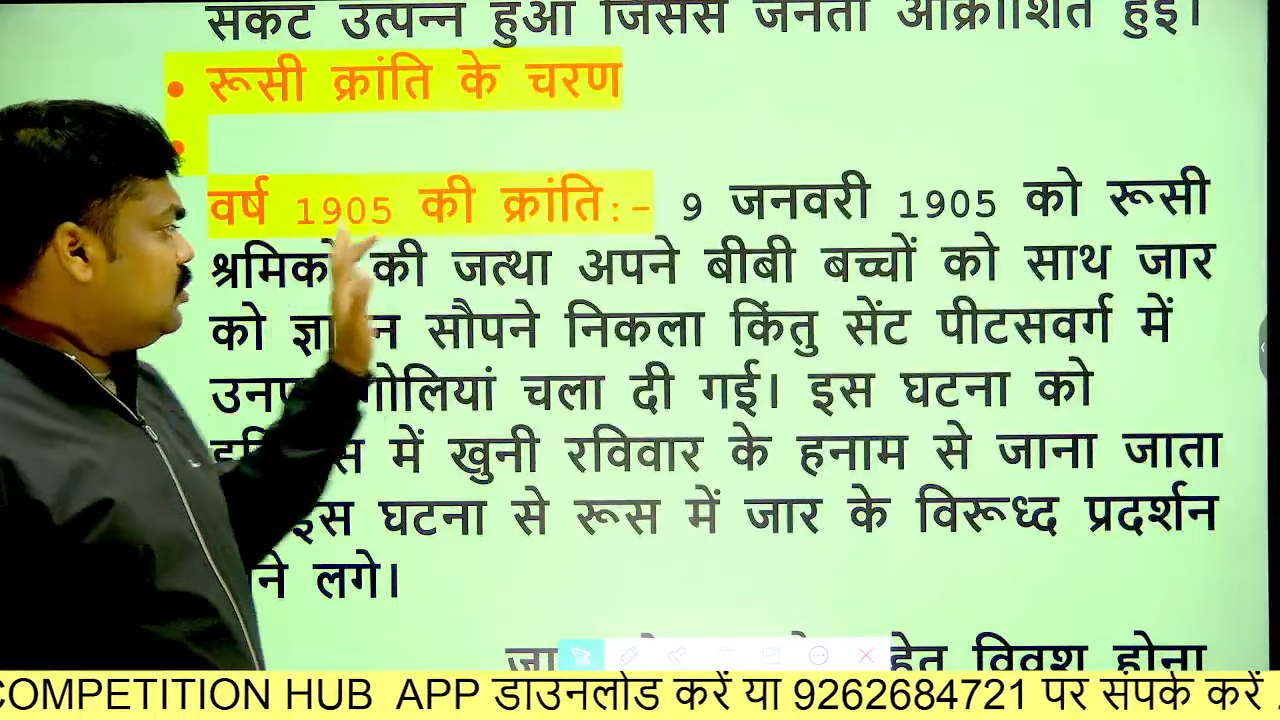 सकट उत्पन्न हुआ जिसस जनता आक्रोशित हुई।
• रूसी क्रांति के चरण
•
वर्ष 1905 की क्रांति:- 9 जनवरी 1905 को रूसी
श्रमिकों की जत्था अपने बीबी बच्चों को साथ जार
को सौपने निकला किंतु सेंट पीटसवर्ग में
गोलियां चला दी गई। इस घटना को
में खुनी रविवार के हनाम से जाना जाता
इस घटना से रूस में जार के विरूध्द प्रदर्शन
लगे।
विवश होना
COMPETITION HUB APP डाउनलोड करें या 9262684721 पर संपर्क करें